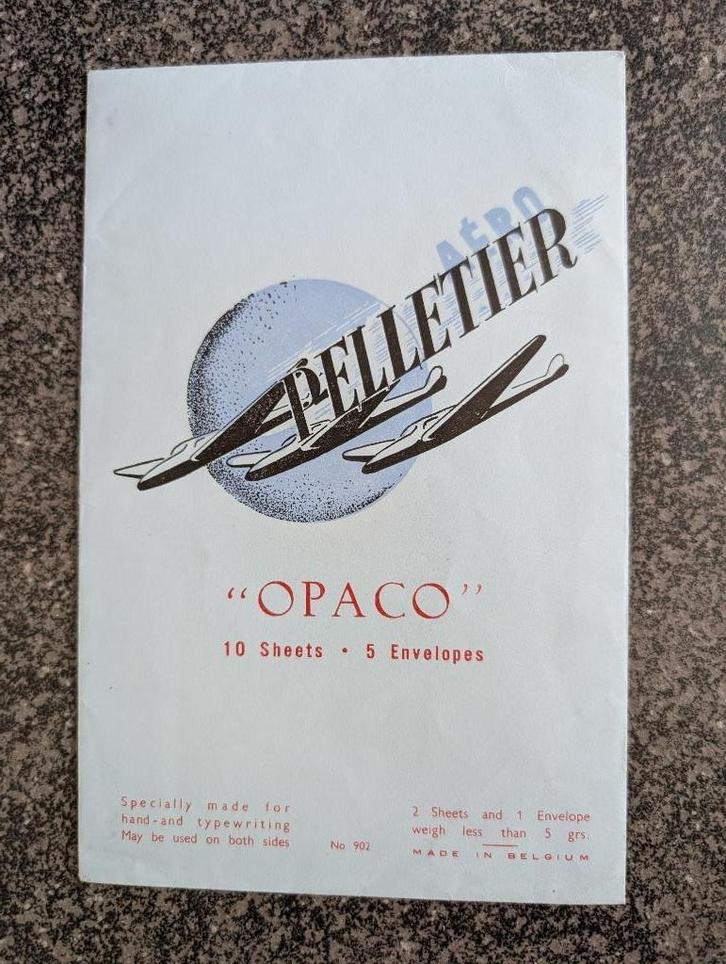 AÉRO
PELLETIER
“OPACO”
10 Sheets • 5 Envelopes
Specially made for
hand-and typewriting
May be used on both sides
No 902
2 Sheets and 1 Envelope
weigh less than 5 grs.
MADE IN BELGIUM